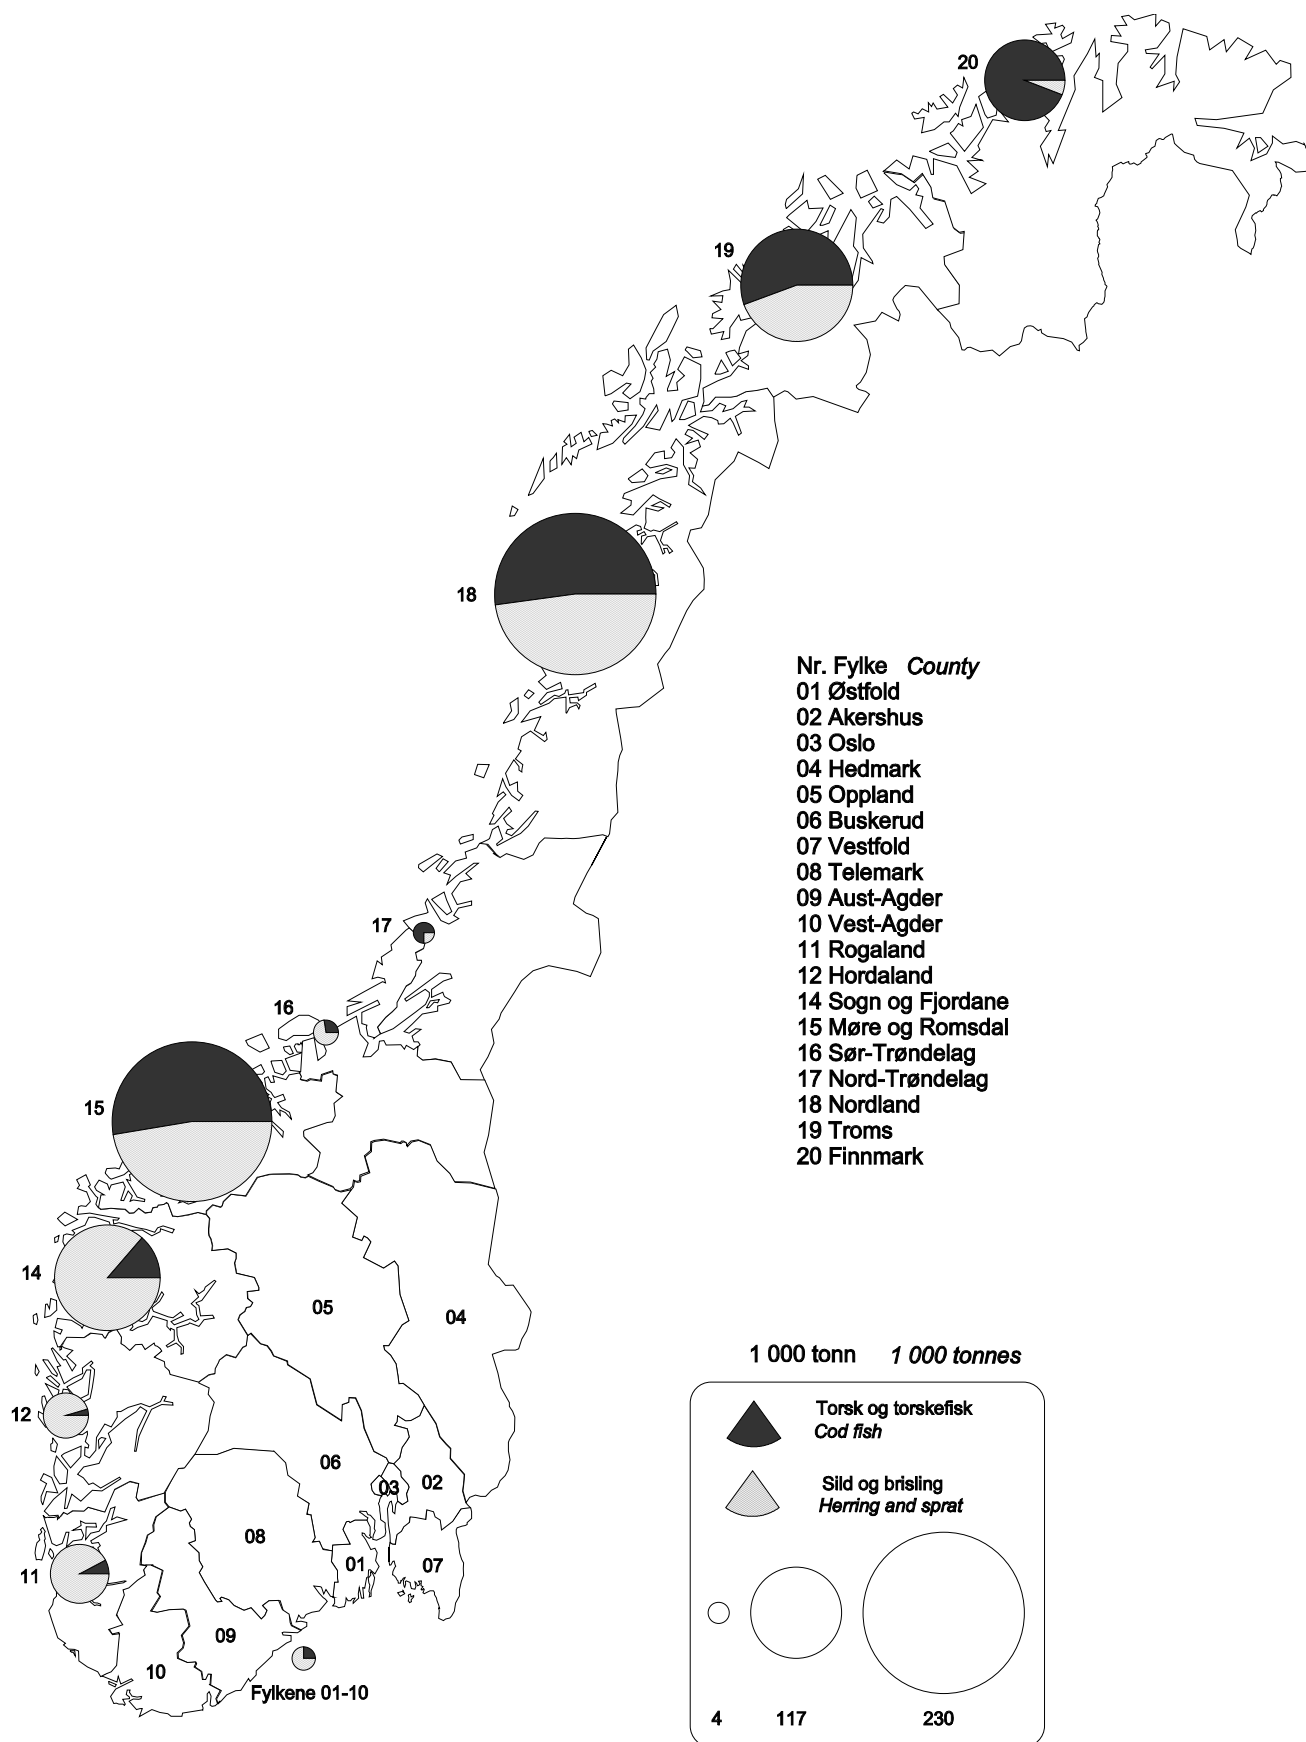 20
19
18
Nr. Fylke County
01 Østfold
02 Akershus
03 Oslo
04 Hedmark
05 Oppland
06 Buskerud
07 Vestfold
08 Telemark
09 Aust-Agder
10 Vest-Agder
11 Rogaland
12 Hordaland
14 Sogn og Fjordane
15 Møre og Romsdal
16 Sør-Trøndelag
17 Nord-Trøndelag
18 Nordland
19 Troms
20 Finnmark
17
16
15
14
05
04
12
06
02
03
08
01
07
11
09
10
Fylkene 01-10
1 000 tonn 1 000 tonnes
Torsk og torskefisk
Cod fish
Sild og brisling
Herring and sprat
4 117 230